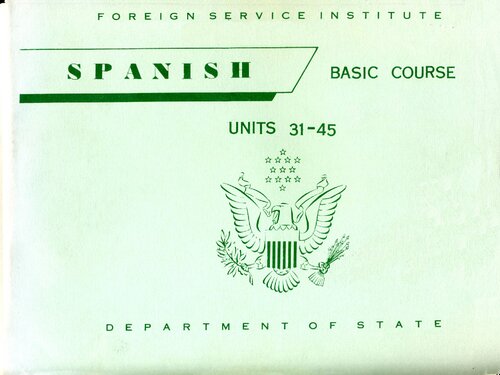 FOREIGN SERVICE INSTITUTE
SPANISH
BASIC COURSE
UNITS 31-45
DEPARTMENT OF STATE